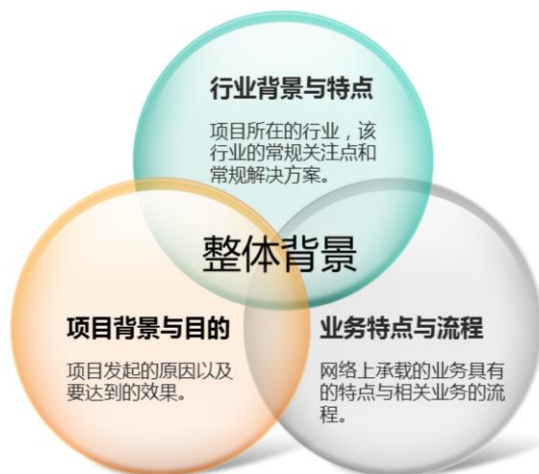 行业背景与特点
项目所在的行业，该
行业的常规关注点和
常规解决方案。
整体背景
项目背景与目的
项目发起的原因以及
要达到的效果。
业务特点与流程
网络上承载的业务具有
的特点与相关业务的流
程。